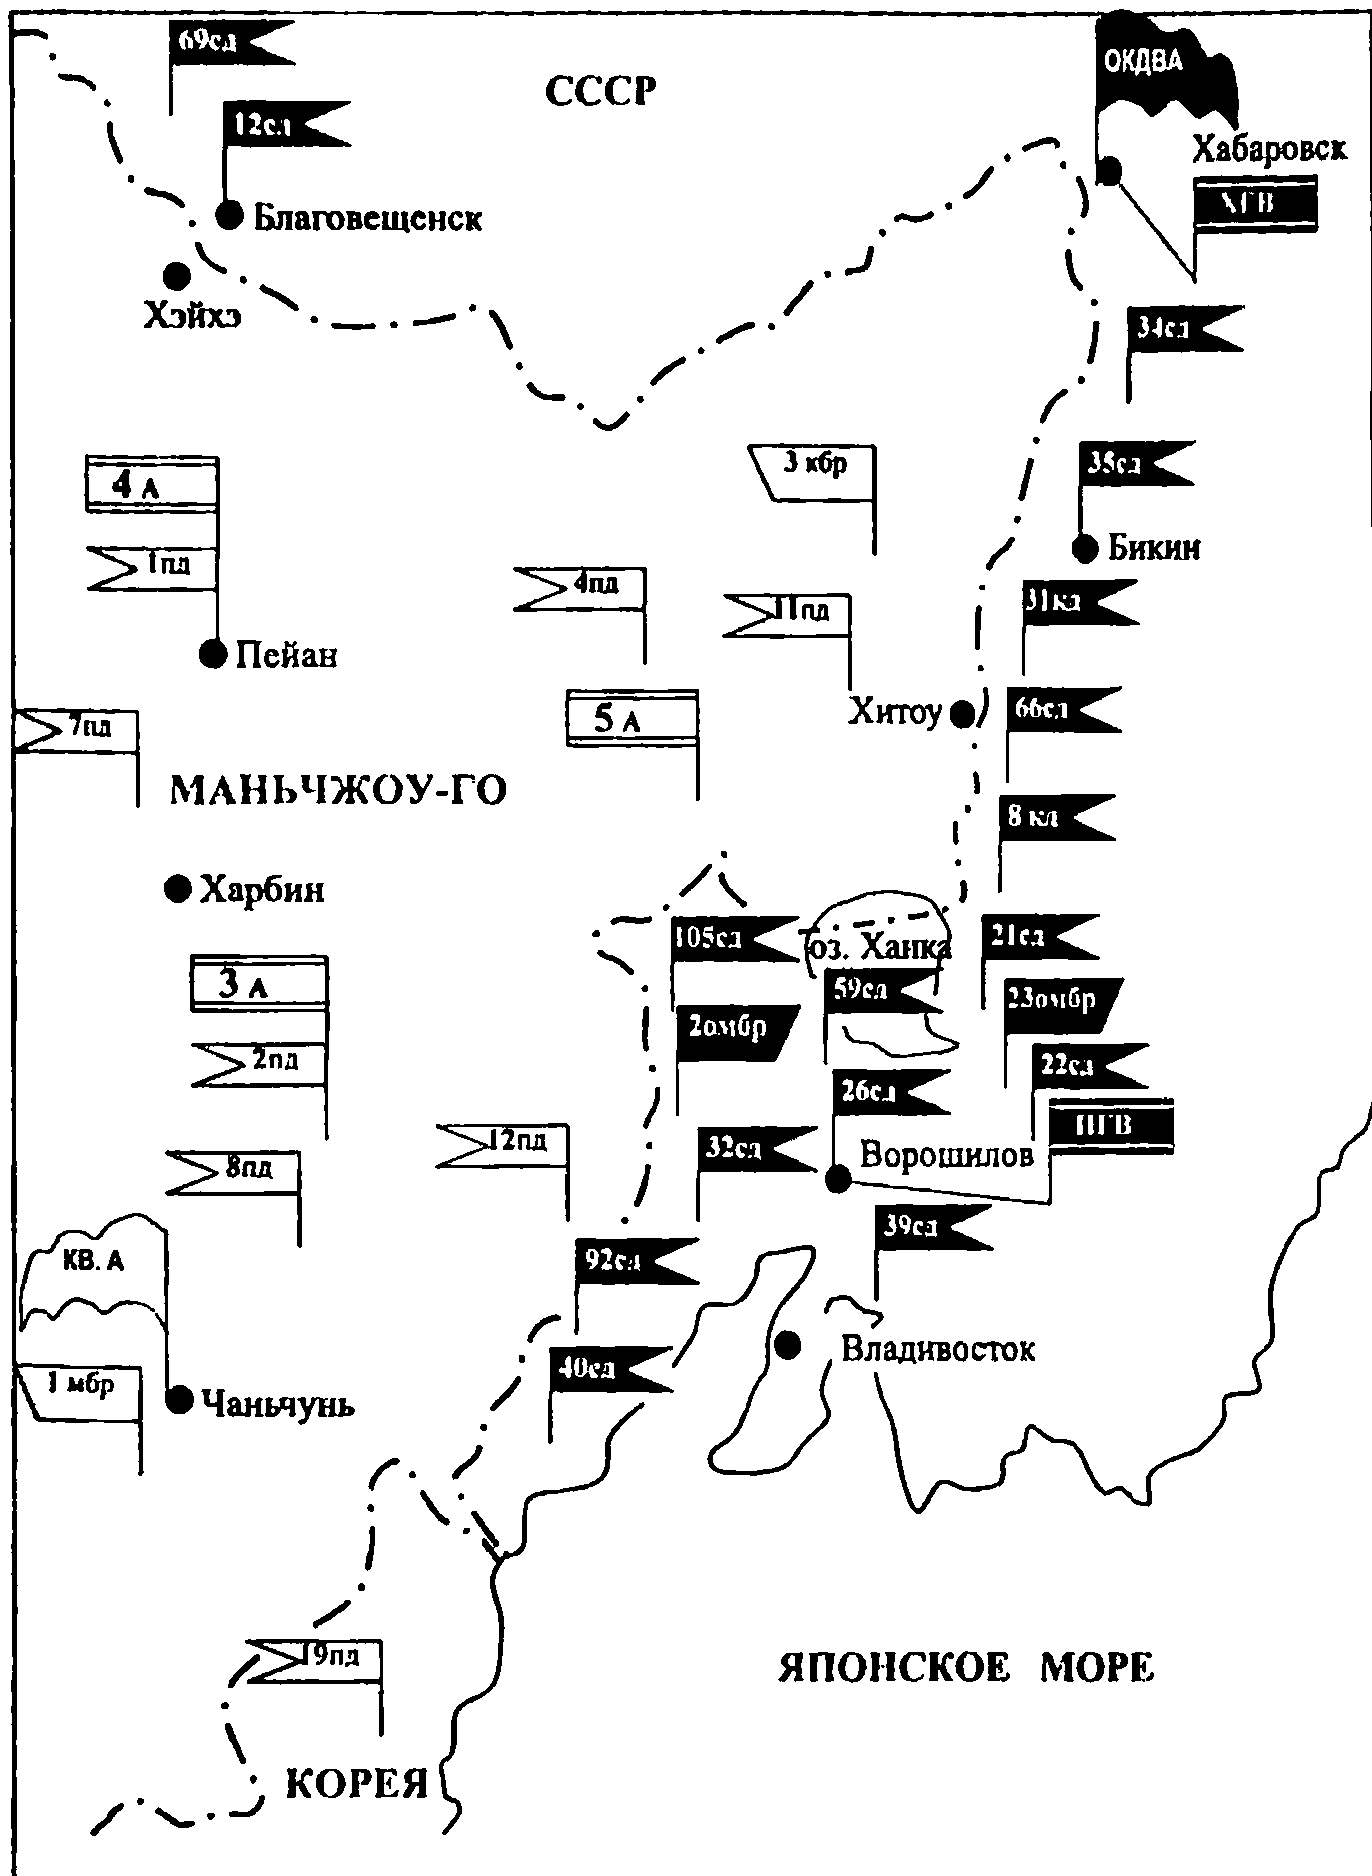 69сд
СССР
ОКДВА
12сд
Хабаровск
ХГВ
Благовещенск
Хэйхэ
34сд
4 А
3 кбр
35сд
1пд
Бикин
4пд
11пд
31кд
Пейан
7пд
5 А
Хитоу
66сд
МАНЬЧЖОУ-ГО
8 кд
Харбин
105сд
оз. Ханка
21сд
3 А
59сд
23омбр
2омбр
2пд
22сд
26сд
ПГВ
12пд
32сд
Ворошилов
8пд
39сд
КВ. А
92сд
Владивосток
40сд
1 мбр
Чаньчунь
19пд
ЯПОНСКОЕ МОРЕ
КОРЕЯ